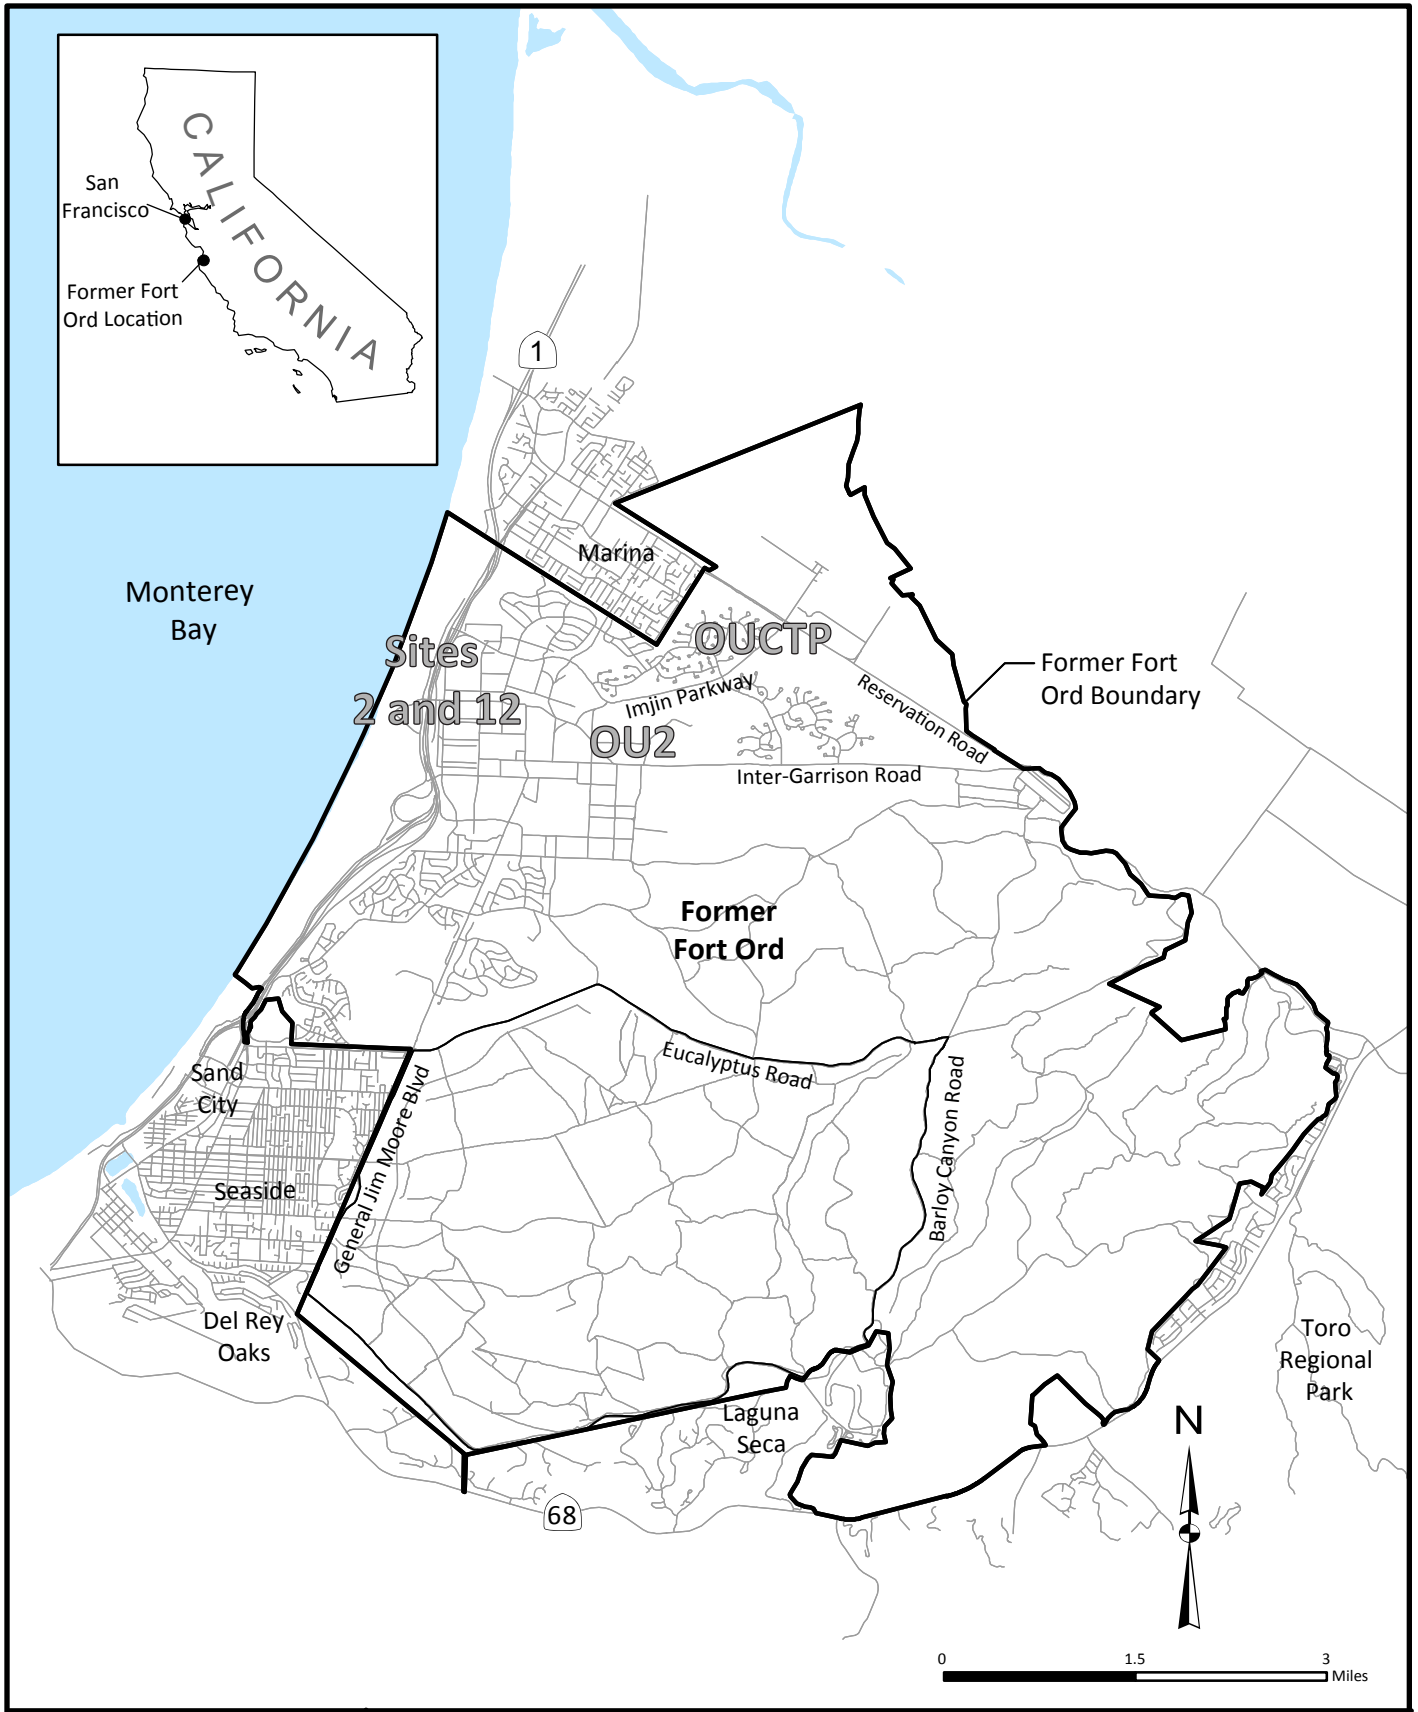 CALIFORNIA
San
Francisco
Former Fort
Ord Location
1
Marina
Monterey
Bay
OUCTP
Sites
2 and 12
Imjin Parkway
OU2
Reservation Road
Former Fort
Ord Boundary
Inter-Garrison Road
Former
Fort Ord
Eucalyptus Road
Barloy Canyon Road
General Jim Moore Blvd
Sand
City
Seaside
Del Rey
Oaks
Toro
Regional
Park
Laguna
Seca
N
68
0 1.5 3
Miles